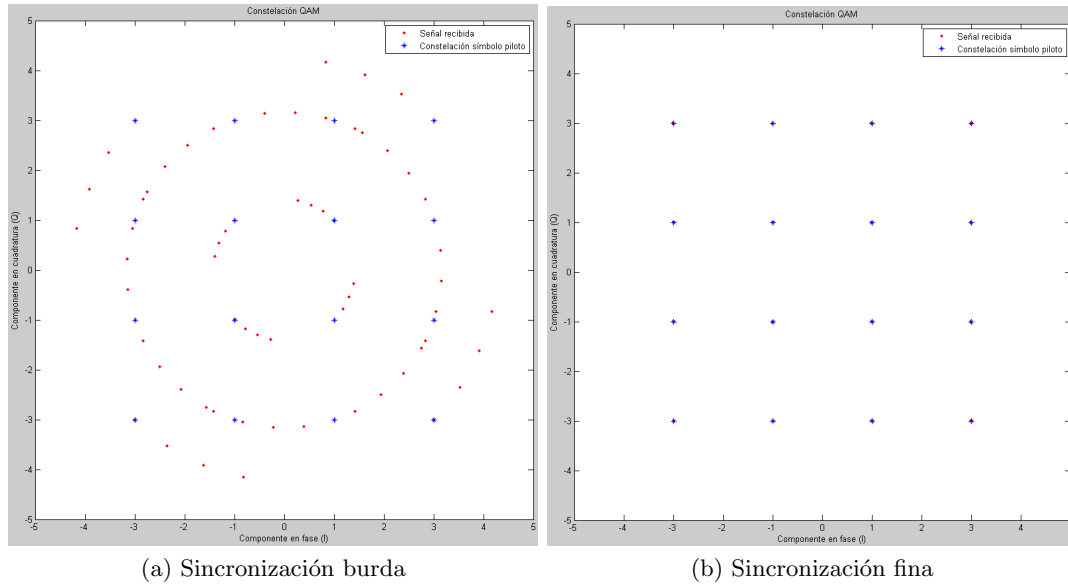 Constelación QAM
Señal recibida
Constelación símbolo piloto
Componente en cuadratura (Q)
5
4
3
2
1
0
-1
-2
-3
-4
-5
-5 -4 -3 -2 -1 0 1 2 3 4 5
Componente en fase (I)
(a) Sincronización burda
Constelación QAM
Señal recibida
Constelación símbolo piloto
Componente en cuadratura (Q)
5
4
3
2
1
0
-1
-2
-3
-4
-5
-5 -4 -3 -2 -1 0 1 2 3 4
Componente en fase (I)
(b) Sincronización fina